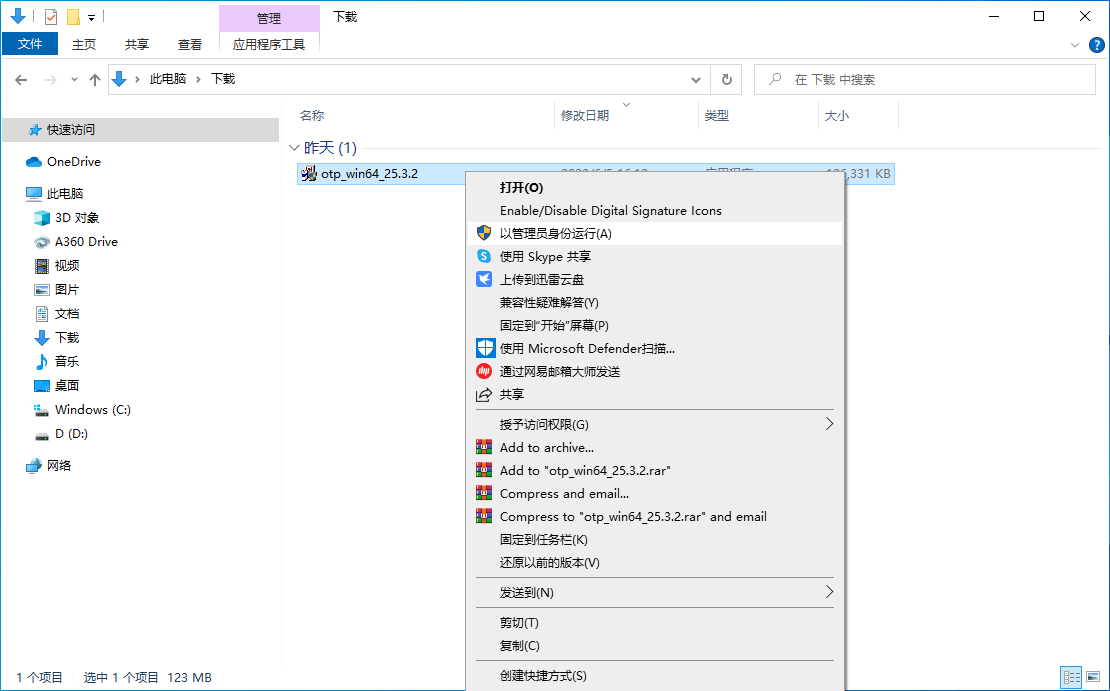 管理
下载
文件
主页
共享
查看
应用程序工具
此电脑
下载
在 下载 中搜索
名称
修改日期
类型
大小
快速访问
OneDrive
此电脑
3D 对象
A360 Drive
视频
图片
文档
下载
音乐
桌面
Windows (C:)
D (D:)
网络
昨天 (1)
otp_win64_25.3.2
,331 KB
打开(O)
Enable/Disable Digital Signature Icons
以管理员身份运行(A)
使用 Skype 共享
上传到迅雷云盘
兼容性疑难解答(Y)
固定到“开始”屏幕(P)
使用 Microsoft Defender扫描...
通过网易邮箱大师发送
共享
授予访问权限(G)
Add to archive...
Add to "otp_win64_25.3.2.rar"
Compress and email...
Compress to "otp_win64_25.3.2.rar" and email
固定到任务栏(K)
还原以前的版本(V)
发送到(N)
剪切(T)
复制(C)
创建快捷方式(S)
1 个项目
选中 1 个项目 123 MB